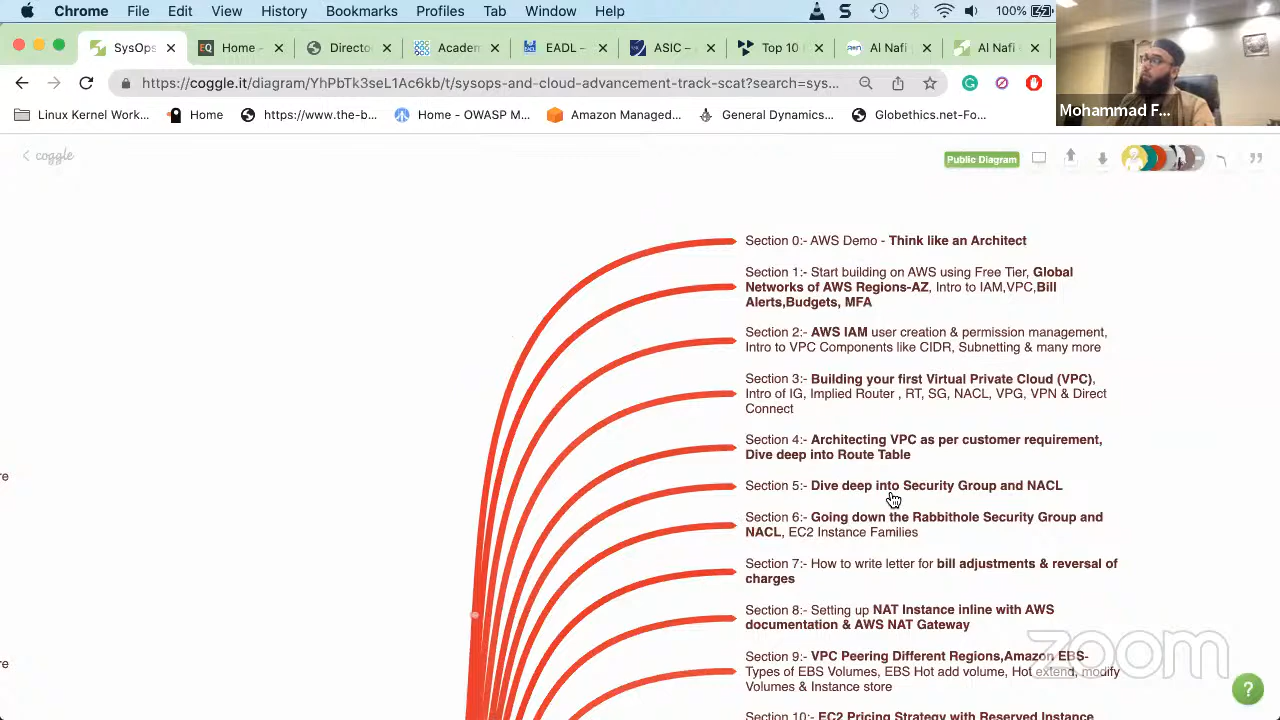 Chrome File Edit View History Bookmarks Profiles Tab Window Help 100%
SysOps Home - Directo Academ EADL – ASIC – Top 10 Al Nafi Al Nafi
https://coggle.it/diagram/YhPbTk3seL1Ac6kb/t/sysops-and-cloud-advancement-track-scat?search=sys...
Mohammad F...
Linux Kernel Work... Home https://www.the-b... Hade - OWASP M... Amazon Managed... General Dynamics... Globethics.net-Fo...
coggle
Public Diagram
Section 0:- AWS Demo - Think like an Architect
Section 1:- Start building on AWS using Free Tier, Global
Networks of AWS Regions-AZ, Intro to IAM,VPC,Bill
Alerts,Budgets, MFA
Section 2:- AWS IAM user creation & permission management,
Intro to VPC Components like CIDR, Subnetting & many more
Section 3:- Building your first Virtual Private Cloud (VPC),
Intro of IG, Implied Router , RT, SG, NACL, VPG, VPN & Direct
Connect
Section 4:- Architecting VPC as per customer requirement,
Dive deep into Route Table
re
Section 5:- Dive deep into Security Group and NACL
Section 6:- Going down the Rabbithole Security Group and
NACL, EC2 Instance Families
Section 7:- How to write letter for bill adjustments & reversal of
charges
Section 8:- Setting up NAT Instance inline with AWS
documentation & AWS NAT Gateway
zoom
re
Section 9:- VPC Peering Different Regions,Amazon EBS-
Types of EBS Volumes, EBS Hot add volume, Hot extend, modify
Volumes & Instance store
Section 10:- EC2 Pricing Strategy with Reserved Instance